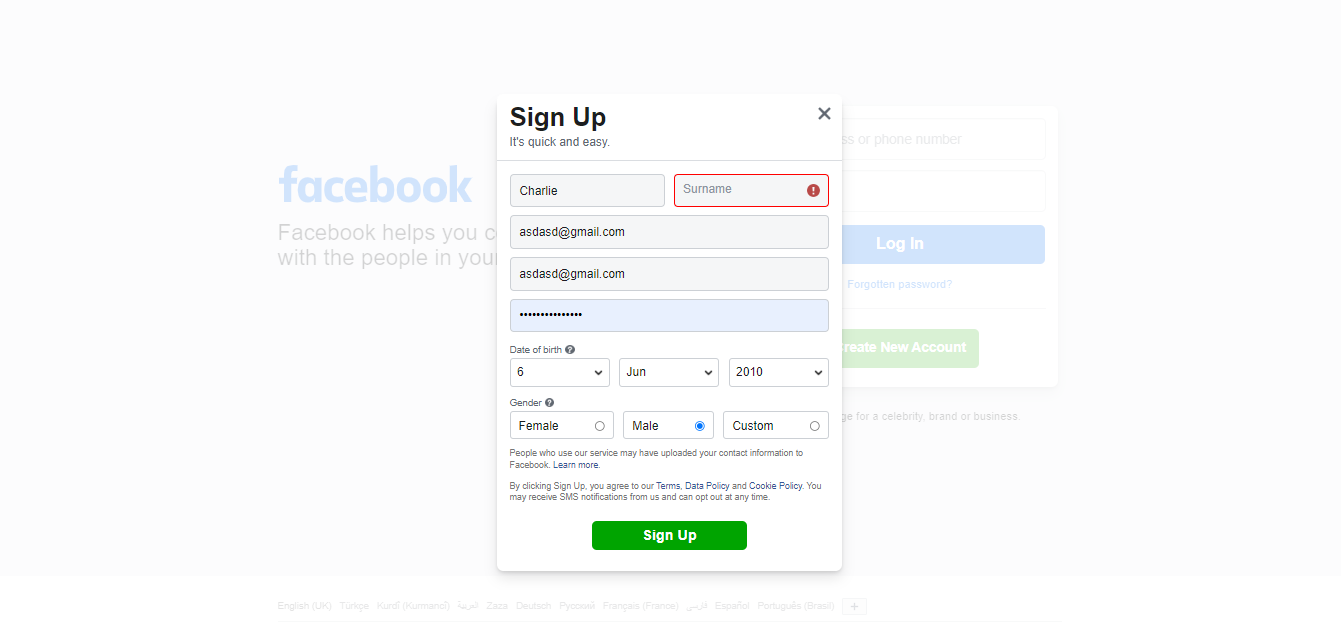 Sign Up
It's quick and easy.
Charlie
Surname
asdasd@gmail.com
asdasd@gmail.com
•••••••••••••••
Date of birth
6 Jun 2010
Gender
Female Male Custom
People who use our service may have uploaded your contact information to
Facebook. Learn more.
By clicking Sign Up, you agree to our Terms, Data Policy and Cookie Policy. You
may receive SMS notifications from us and can opt out at any time.
Sign Up
facebook
Facebook helps you c
with the people in your
ss or phone number
Log In
Forgotten password?
reate New Account
ge for a celebrity, brand or business.
English (UK) Türkçe Kurdî (Kurmancî) العربية Zaza Deutsch Русский Français (France) فارسی Español Português (Brasil) +